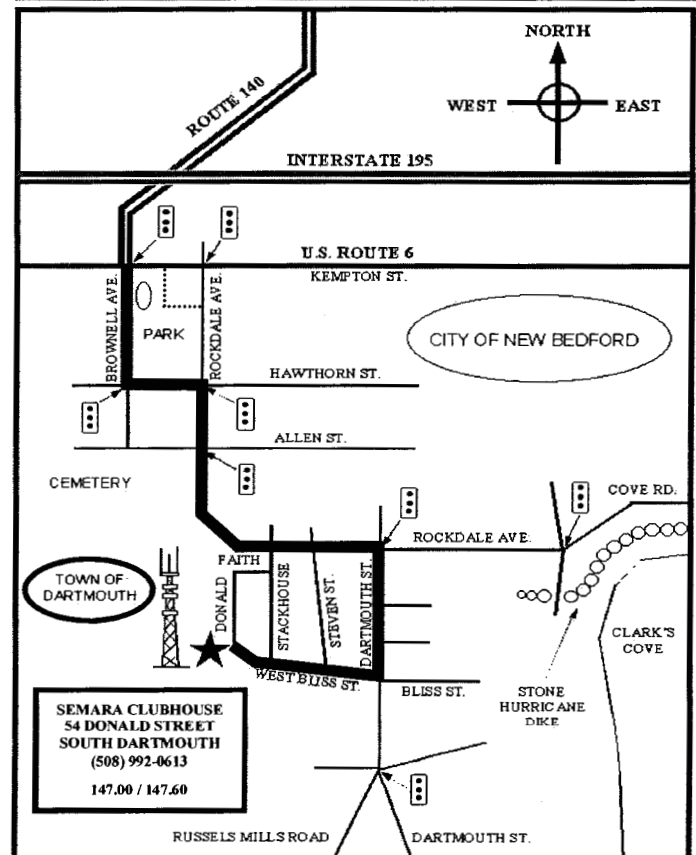 NORTH
ROUTE 140
WEST
EAST
INTERSTATE 195
U.S. ROUTE 6
KEMPTON ST.
BROWNELL AVE.
PARK
ROCKDALE AVE.
CITY OF NEW BEDFORD
HAWTHORN ST.
ALLEN ST.
CEMETERY
COVE RD.
ROCKDALE AVE.
FAITH
TOWN OF
DARTMOUTH
DONALD
STACKHOUSE
STEVEN ST.
DARTMOUTH ST.
CLARK'S
COVE
WEST BLISS ST.
BLISS ST.
STONE
HURRICANE
DIKE
SEMARA CLUBHOUSE
54 DONALD STREET
SOUTH DARTMOUTH
(508) 992-0613
147.00 / 147.60
RUSSELS MILLS ROAD
DARTMOUTH ST.